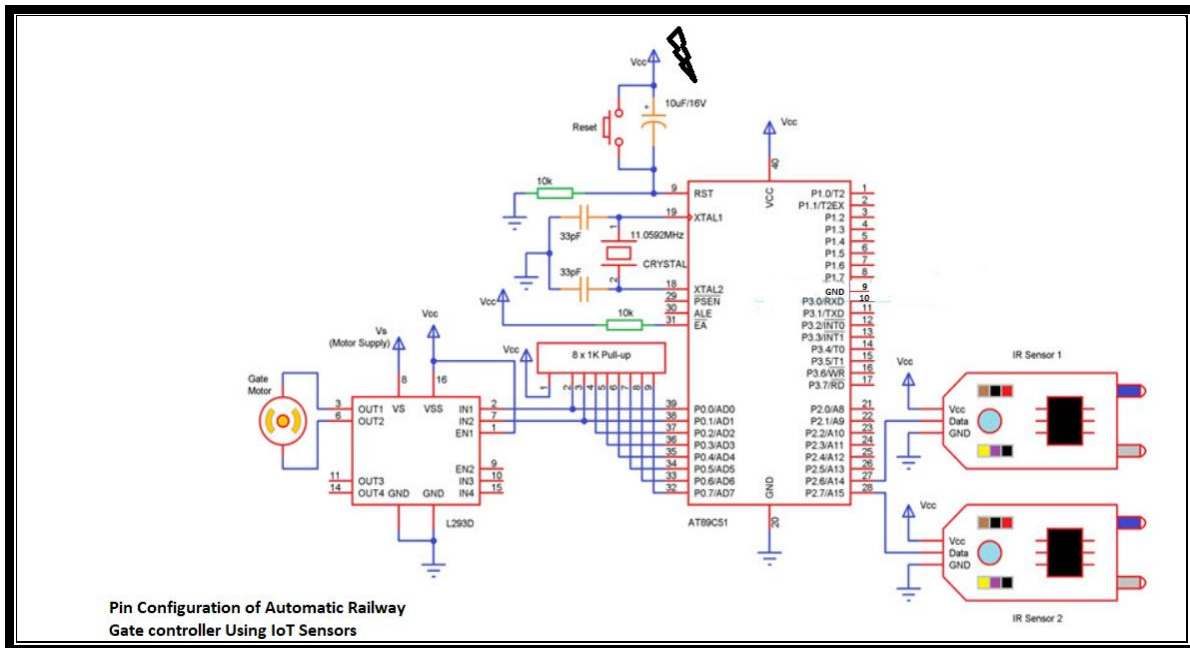 Vcc
10uF/16V
Reset
10k
9 RST
19 XTAL1
33pF
1
11.0592MHz
CRYSTAL
33pF
2
18 XTAL2
29 PSEN
30 ALE
31 EA
Vcc
10k
Vcc
40
VCC
P1.0/T2 1
P1.1/T2EX 2
P1.2 3
P1.3 4
P1.4 5
P1.5 6
P1.6 7
P1.7 8
GND 9
P3.0/RXD 10
P3.1/TXD 11
P3.2/INT0 12
P3.3/INT1 13
P3.4/T0 14
P3.5/T1 15
P3.6/WR 16
P3.7/RD 17
P2.0/A8 21
P2.1/A9 22
P2.2/A10 23
P2.3/A11 24
P2.4/A12 25
P2.5/A13 26
P2.6/A14 27
P2.7/A15 28
Vs
(Motor Supply)
Vcc
Vcc
8 x 1K Pull-up
1 2 3 4 5 6 7 8 9
39 P0.0/AD0
38 P0.1/AD1
37 P0.2/AD2
36 P0.3/AD3
35 P0.4/AD4
34 P0.5/AD5
33 P0.6/AD6
32 P0.7/AD7
GND
20
AT89C51
Gate
Motor
8 16
VS VSS
3 OUT1
6 OUT2
11 OUT3
14 OUT4
GND GND
IN1 2
IN2 7
EN1 1
EN2 9
IN3 10
IN4 15
L293D
IR Sensor 1
Vcc
Vcc
Data
GND
Vcc
Vcc
Data
GND
IR Sensor 2
Pin Configuration of Automatic Railway
Gate controller Using IoT Sensors